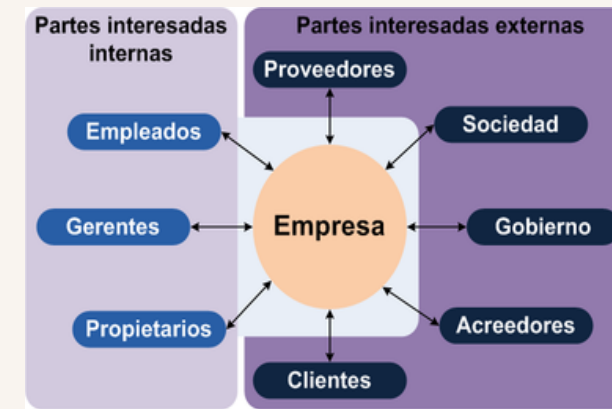 Partes interesadas
internas
Partes interesadas externas
Proveedores
Empleados
Sociedad
Gerentes
Empresa
Gobierno
Propietarios
Acreedores
Clientes